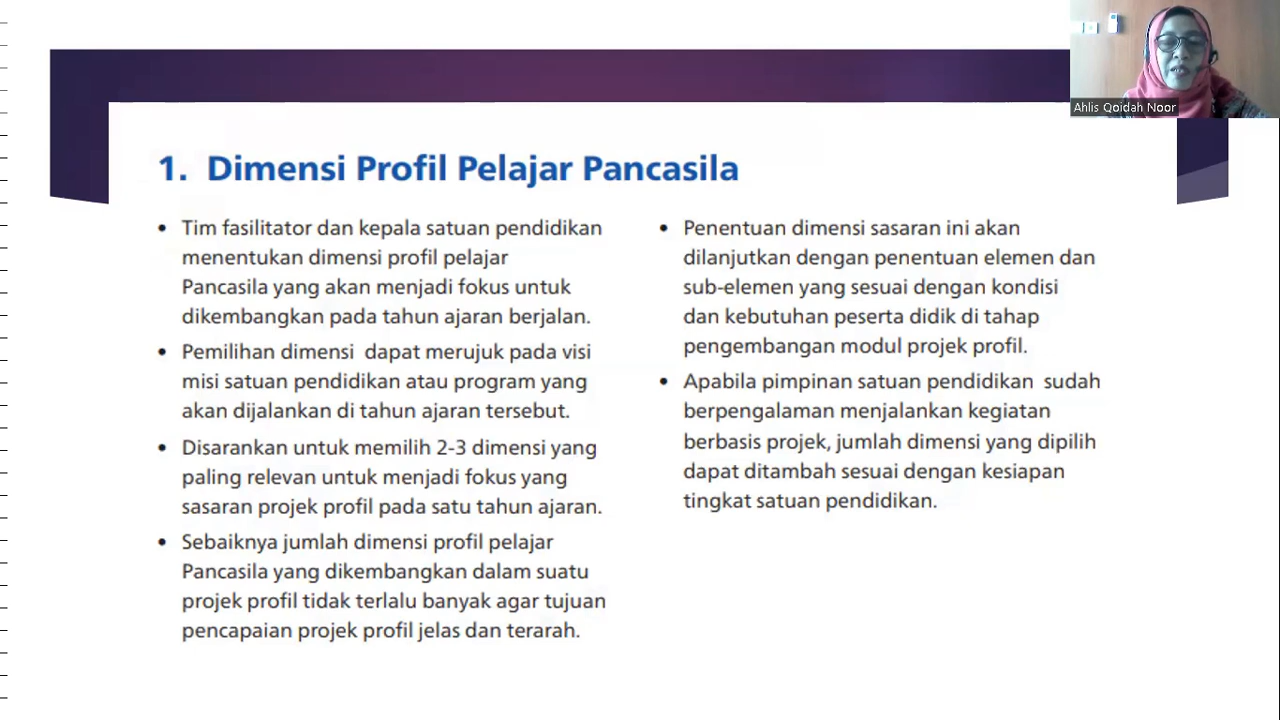 Ahlis Qoidah Noor
1. Dimensi Profil Pelajar Pancasila
• Tim fasilitator dan kepala satuan pendidikan
menentukan dimensi profil pelajar
Pancasila yang akan menjadi fokus untuk
dikembangkan pada tahun ajaran berjalan.
• Pemilihan dimensi dapat merujuk pada visi
misi satuan pendidikan atau program yang
akan dijalankan di tahun ajaran tersebut.
• Disarankan untuk memilih 2-3 dimensi yang
paling relevan untuk menjadi fokus yang
sasaran projek profil pada satu tahun ajaran.
• Sebaiknya jumlah dimensi profil pelajar
Pancasila yang dikembangkan dalam suatu
projek profil tidak terlalu banyak agar tujuan
pencapaian projek profil jelas dan terarah.
• Penentuan dimensi sasaran ini akan
dilanjutkan dengan penentuan elemen dan
sub-elemen yang sesuai dengan kondisi
dan kebutuhan peserta didik di tahap
pengembangan modul projek profil.
• Apabila pimpinan satuan pendidikan sudah
berpengalaman menjalankan kegiatan
berbasis projek, jumlah dimensi yang dipilih
dapat ditambah sesuai dengan kesiapan
tingkat satuan pendidikan.